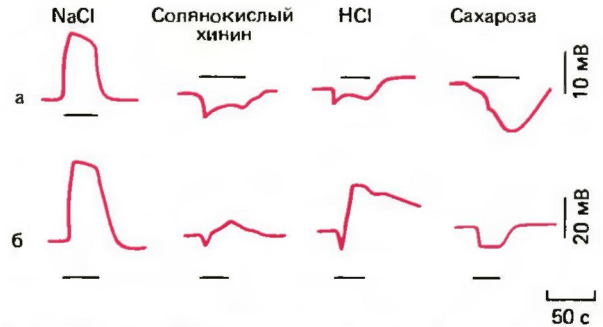 NaCl
Солянокислый
хинин
HCl
Сахароза
а
10 мВ
б
20 мВ
50 с